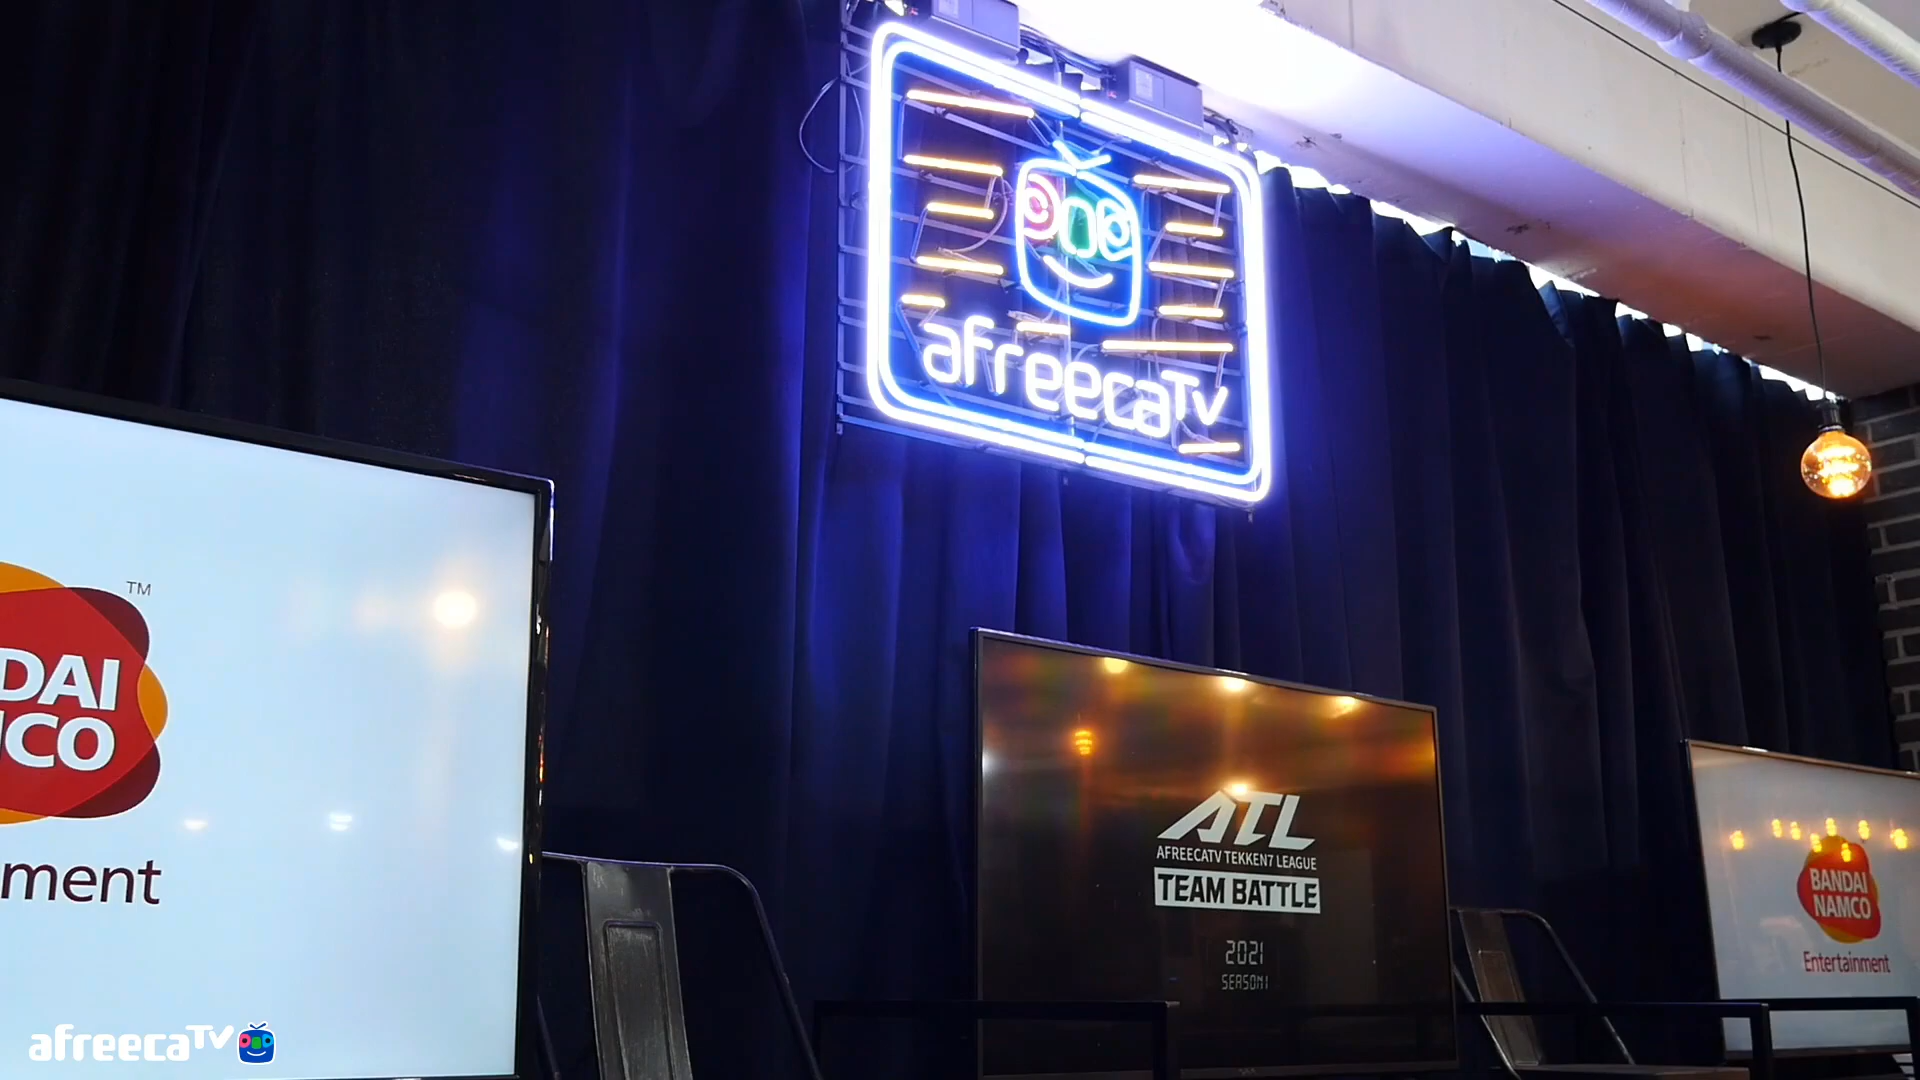 afreecaTV
TM
DAI
CO
ment
ATL
AFREECATV TEKKEN7 LEAGUE
TEAM BATTLE
2021
SEASON1
BANDAI
NAMCO
Entertainment
afreecaTV